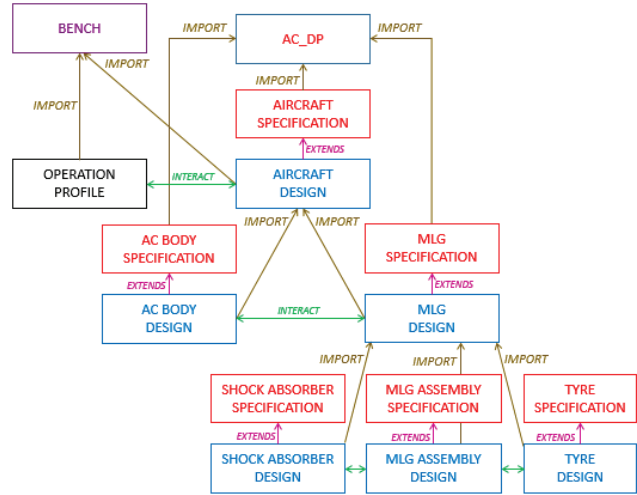 BENCH
IMPORT
IMPORT
AC_DP
IMPORT
IMPORT
IMPORT
AIRCRAFT
SPECIFICATION
EXTENDS
OPERATION
PROFILE
INTERACT
AIRCRAFT
DESIGN
IMPORT
IMPORT
AC BODY
SPECIFICATION
MLG
SPECIFICATION
EXTENDS
EXTENDS
AC BODY
DESIGN
INTERACT
MLG
DESIGN
IMPORT
IMPORT
IMPORT
SHOCK ABSORBER
SPECIFICATION
MLG ASSEMBLY
SPECIFICATION
TYRE
SPECIFICATION
EXTENDS
EXTENDS
EXTENDS
SHOCK ABSORBER
DESIGN
MLG ASSEMBLY
DESIGN
TYRE
DESIGN